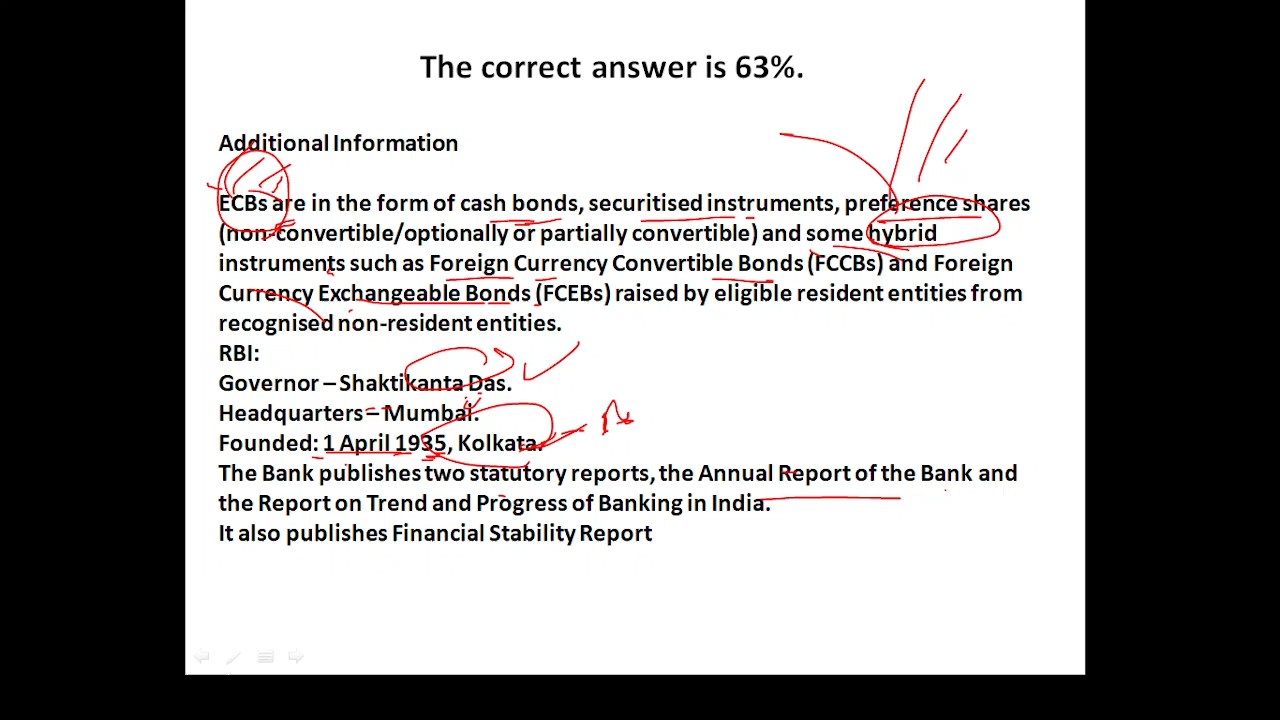 The correct answer is 63%.
Additional Information
ECBs are in the form of cash bonds, securitised instruments, preference shares
(non-convertible/optionally or partially convertible) and some hybrid
instruments such as Foreign Currency Convertible Bonds (FCCBs) and Foreign
Currency Exchangeable Bonds (FCEBs) raised by eligible resident entities from
recognised non-resident entities.
RBI:
Governor – Shaktikanta Das.
Headquarters – Mumbai.
Founded: 1 April 1935, Kolkata.
The Bank publishes two statutory reports, the Annual Report of the Bank and
the Report on Trend and Progress of Banking in India.
It also publishes Financial Stability Report